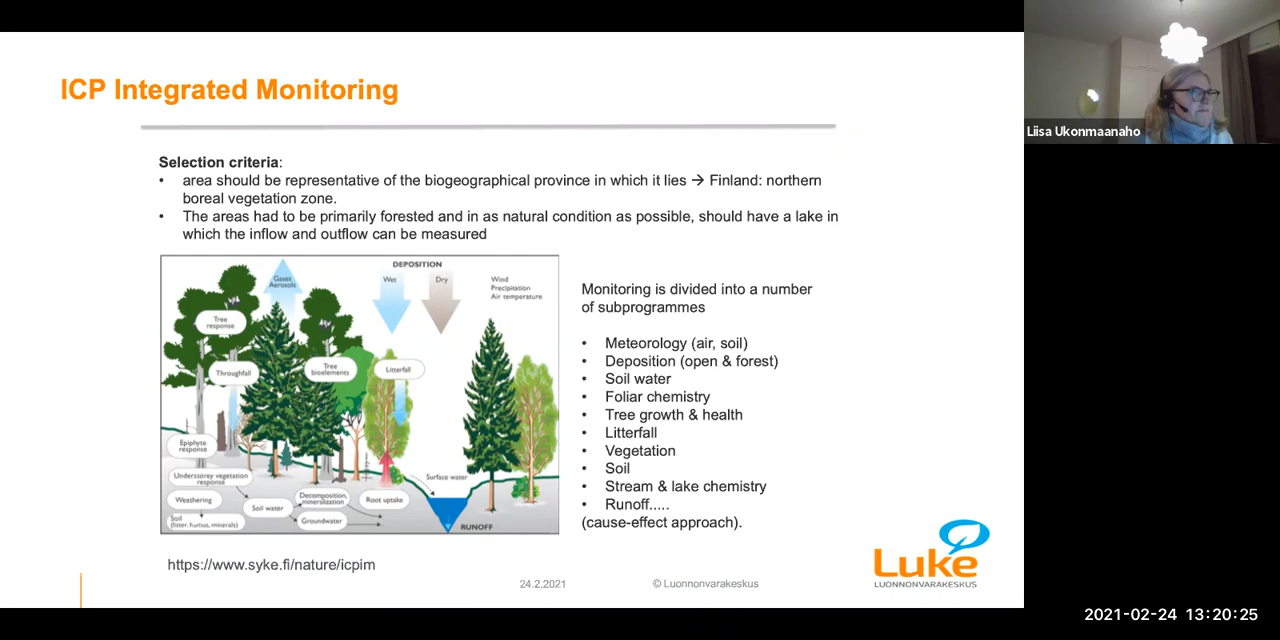 ICP Integrated Monitoring
Selection criteria:
• area should be representative of the biogeographical province in which it lies → Finland: northern
boreal vegetation zone.
• The areas had to be primarily forested and in as natural condition as possible, should have a lake in
which the inflow and outflow can be measured
Gases
Aerosols
DEPOSITION
Wet
Dry
Wind
Precipitation
Air temperature
Tree
response
Throughfall
Tree
bioelements
Litterfall
Epiphyte
response
Understorey vegetation
response
Weathering
Soil
(litter, humus, minerals)
Soil water
Decomposition,
mineralization
Groundwater
Root uptake
Surface water
RUNOFF
Monitoring is divided into a number
of subprogrammes
• Meteorology (air, soil)
• Deposition (open & forest)
• Soil water
• Foliar chemistry
• Tree growth & health
• Litterfall
• Vegetation
• Soil
• Stream & lake chemistry
• Runoff.....
(cause-effect approach).
https://www.syke.fi/nature/icpim
24.2.2021
© Luonnonvarakeskus
Luke
LUONNONVARAKESKUS
Liisa Ukonmaanaho
2021-02-24 13:20:25